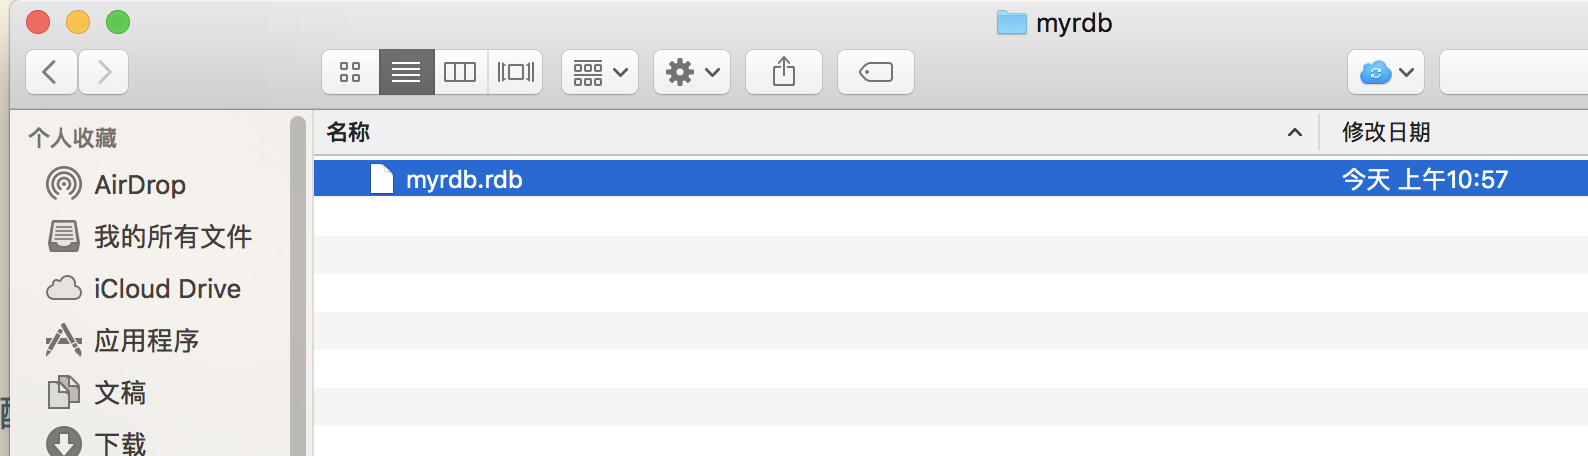 myrdb
个人收藏
名称
修改日期
AirDrop
myrdb.rdb
今天 上午10:57
我的所有文件
iCloud Drive
应用程序
文稿
下载